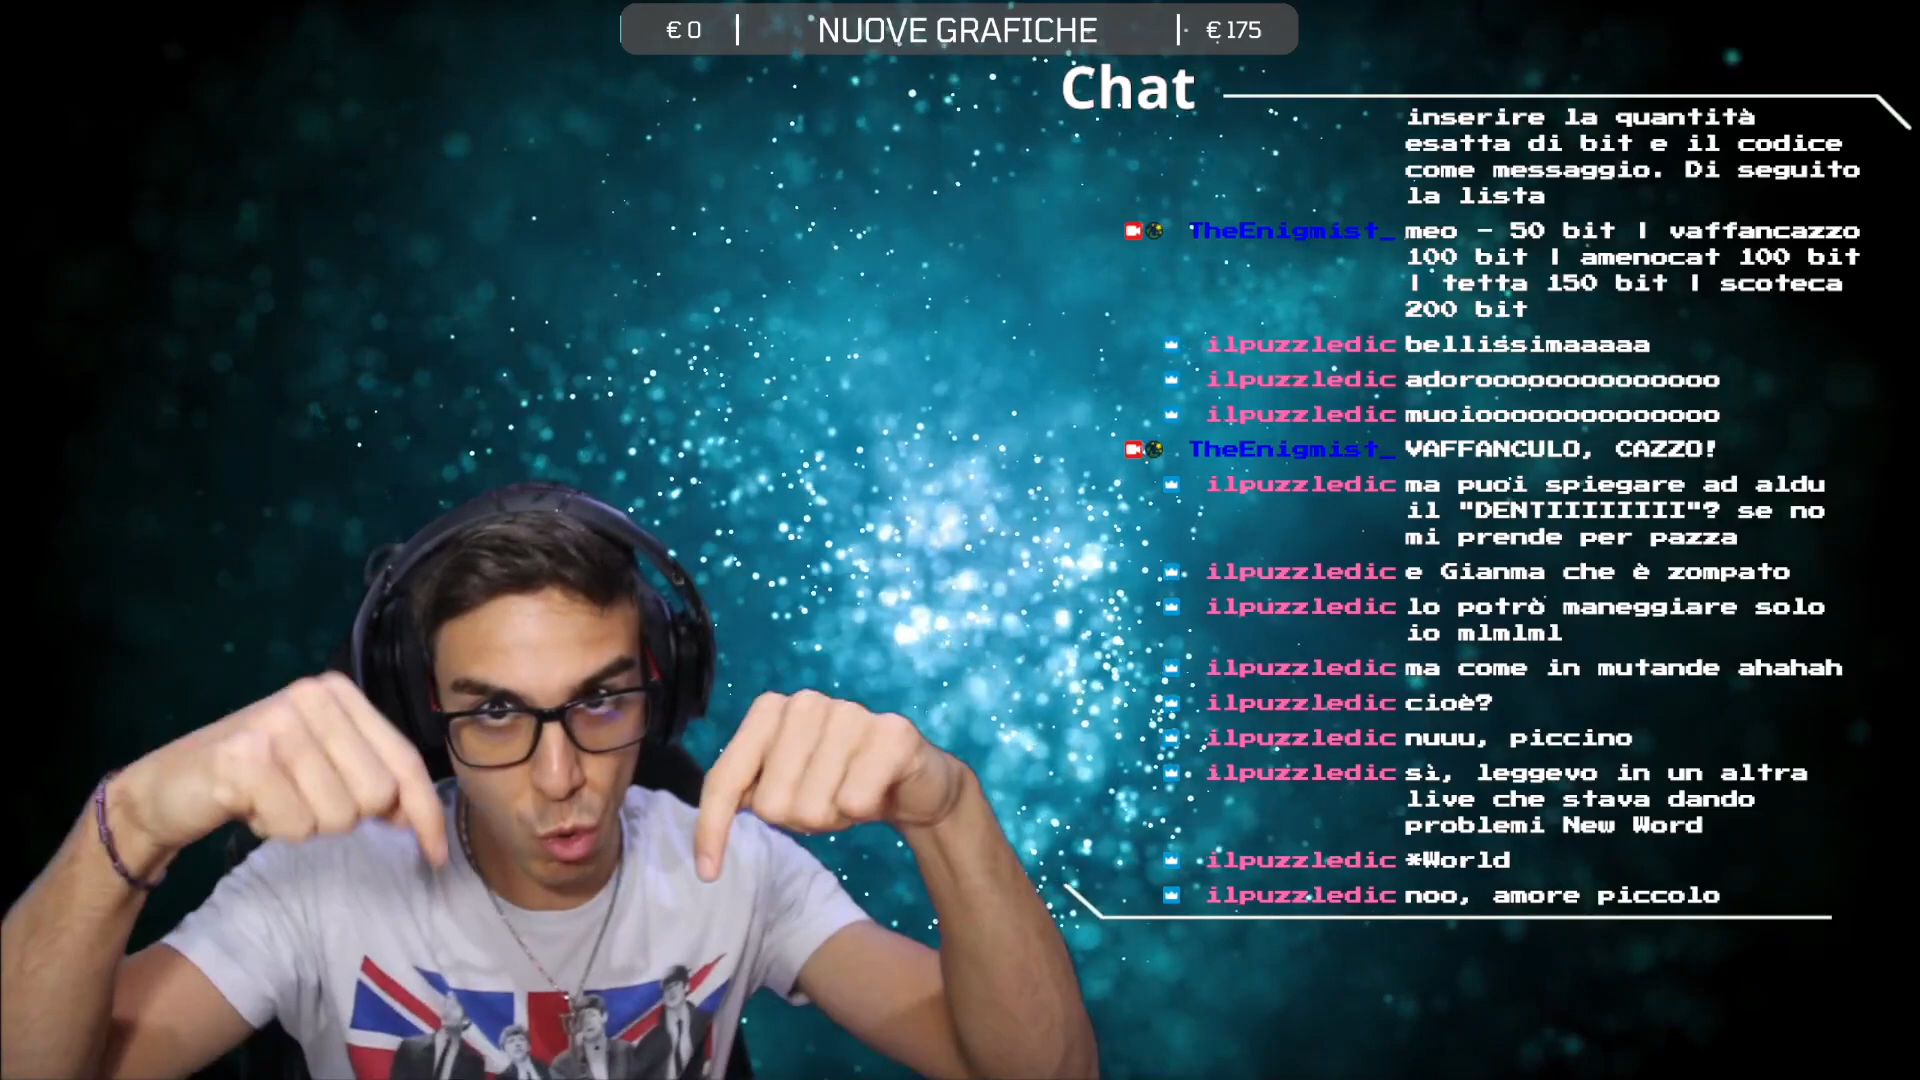 € 0 | NUOVE GRAFICHE | € 175
Chat
inserire la quantità
esatta di bit e il codice
come messaggio. Di seguito
la lista
TheEnigmist_ meo - 50 bit | vaffancazzo
100 bit | amenocat 100 bit
| tetta 150 bit | scoteca
200 bit
ilpuzzledic bellissimaaaaa
ilpuzzledic adoroooooooooooooo
ilpuzzledic muoioooooooooooooo
TheEnigmist_ VAFFANCULO, CAZZO!
ilpuzzledic ma puoi spiegare ad aldu
il "DENTIIIIIIII"? se no
mi prende per pazza
ilpuzzledic e Gianma che è zompato
ilpuzzledic lo potrò maneggiare solo
io mlmlml
ilpuzzledic ma come in mutande ahahah
ilpuzzledic cioè?
ilpuzzledic nuuu, piccino
ilpuzzledic sì, leggevo in un altra
live che stava dando
problemi New Word
ilpuzzledic *World
ilpuzzledic noo, amore piccolo